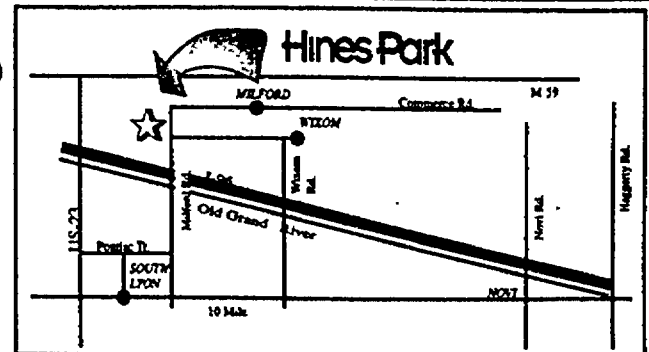 Hines Park
MILFORD
Commerce Rd.
M 59
WIXOM
Wixom
Rd.
Milford Rd.
I-96
Old Grand River
Novi Rd.
Haggerty Rd.
US-23
Pontiac Tr.
SOUTH
LYON
NOVI
10 Mile